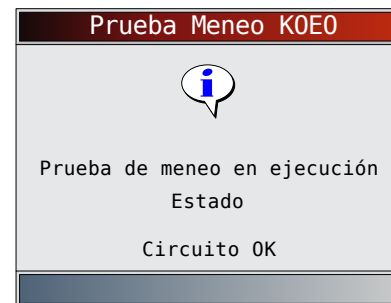 Prueba Meneo KOEO
Prueba de meneo en ejecución
Estado
Circuito OK